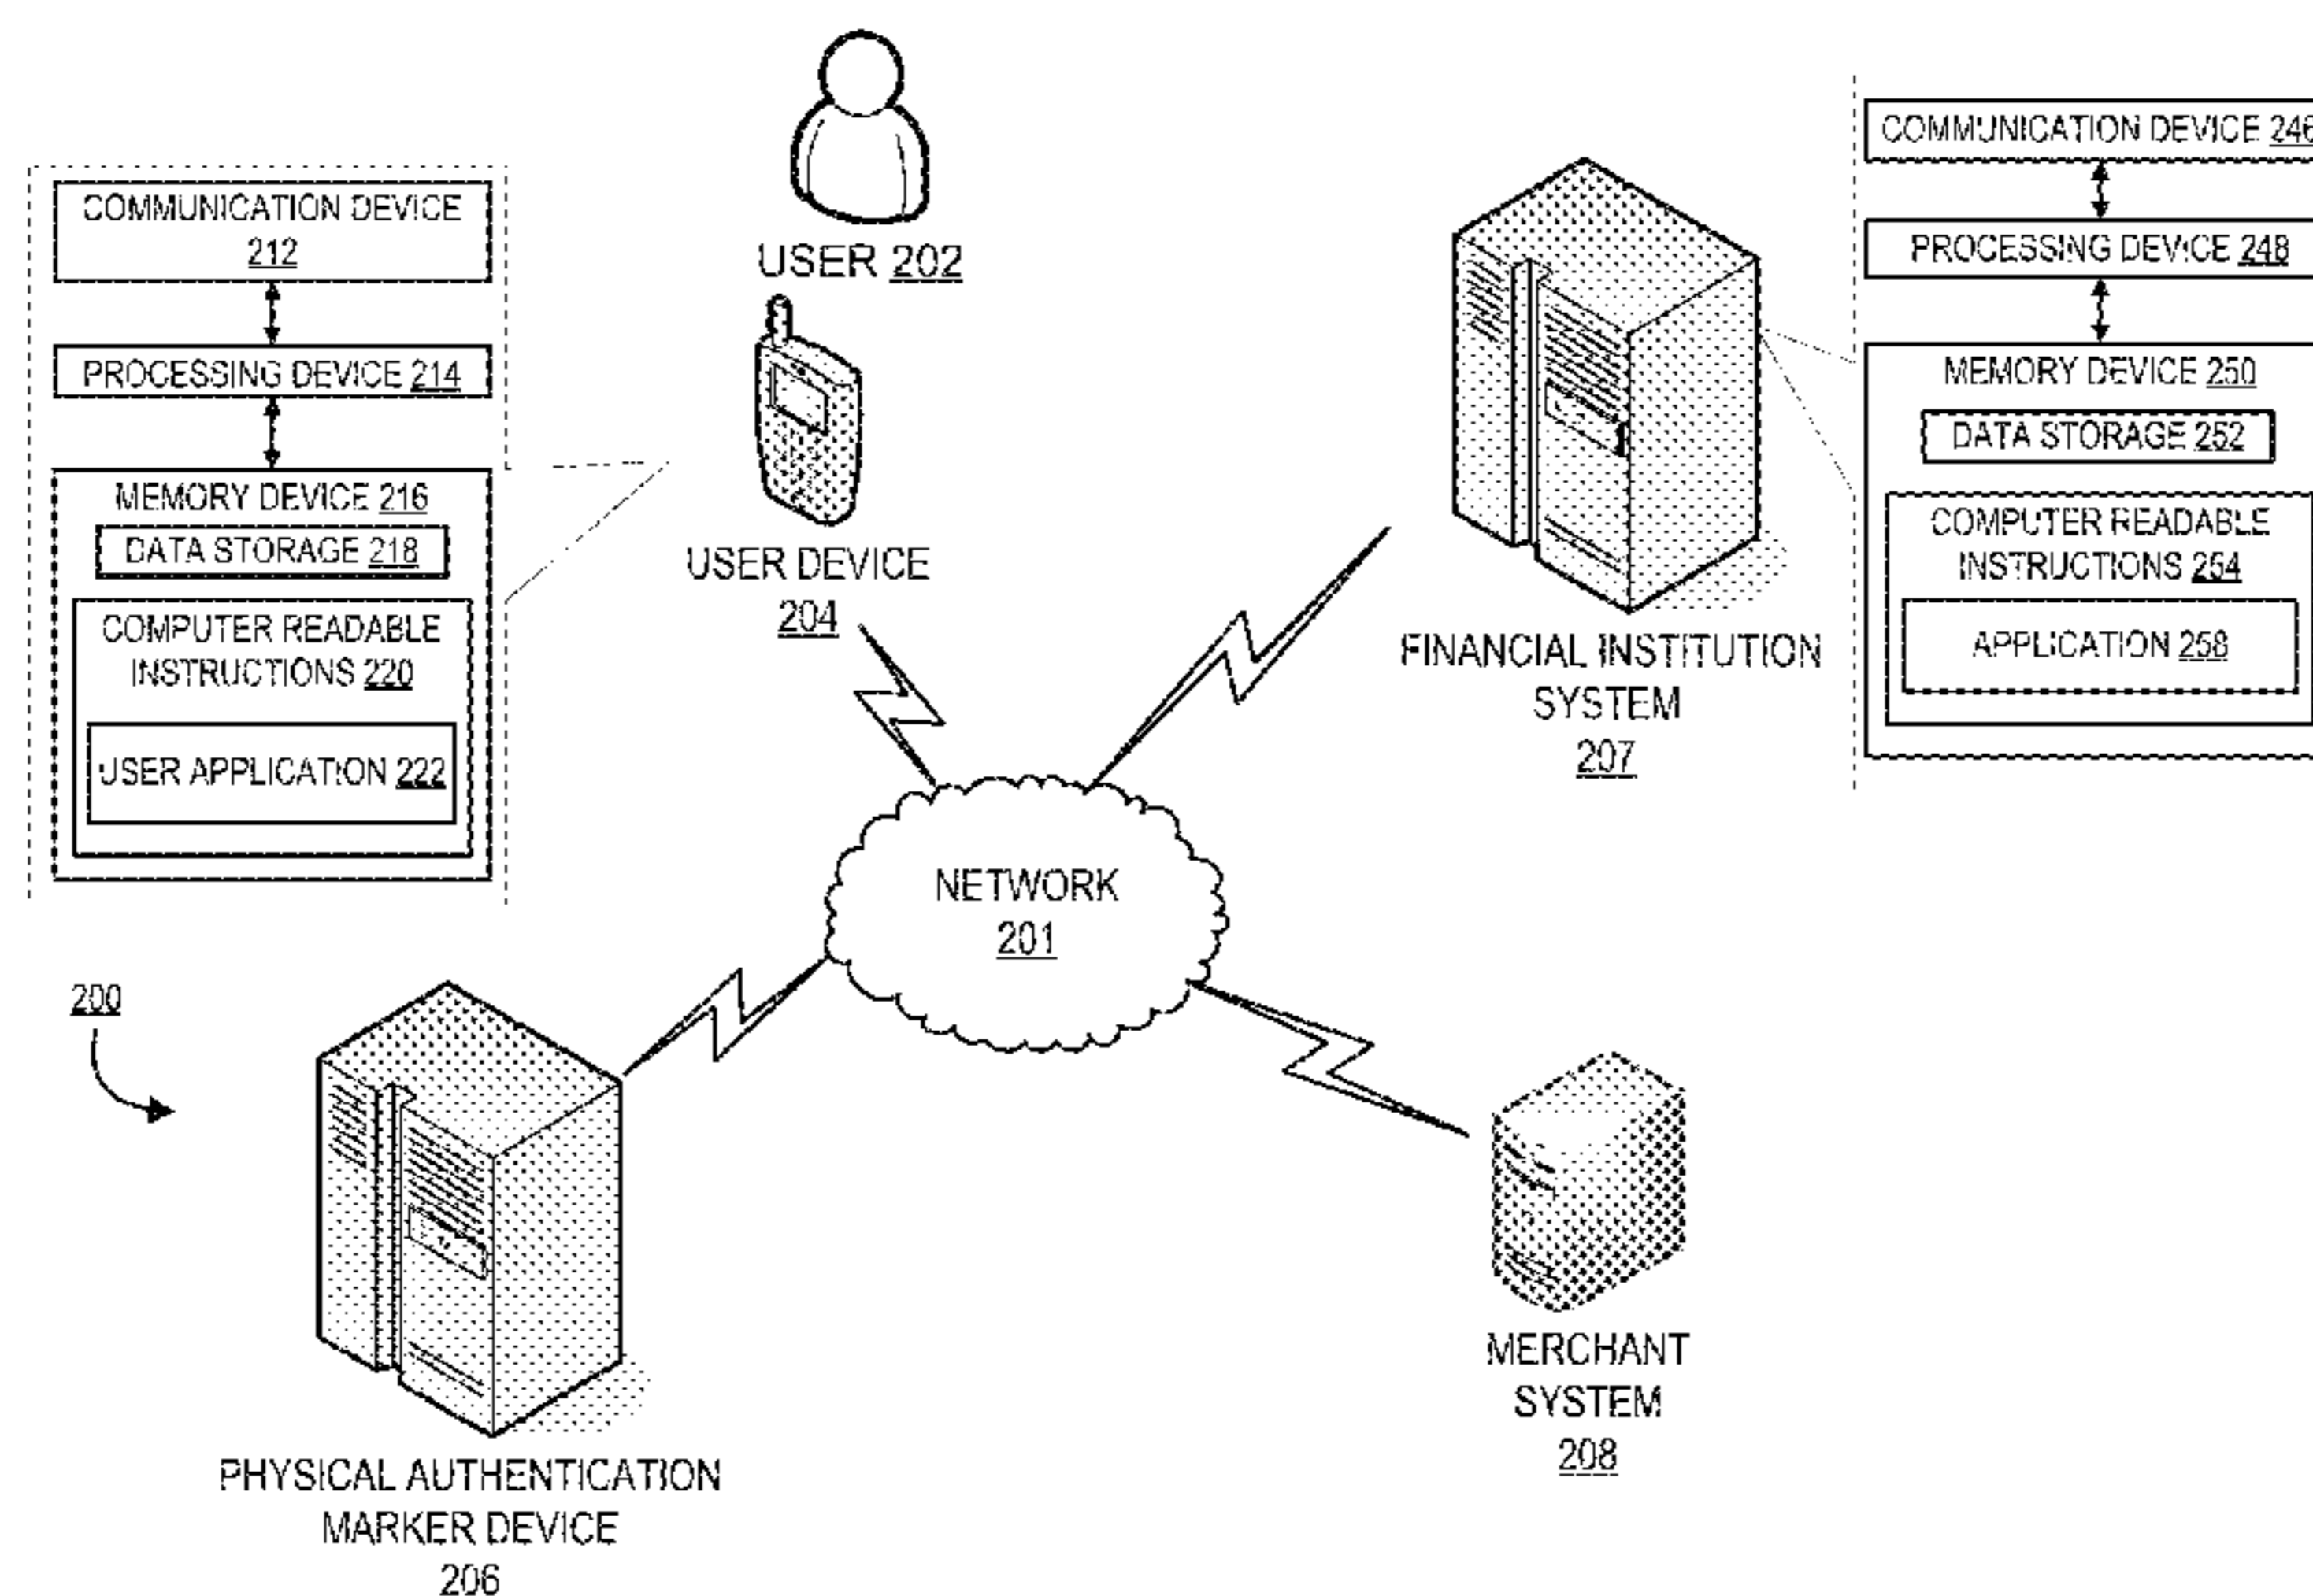 USER 202
COMMUNICATION DEVICE
212
PROCESSING DEVICE 214
MEMORY DEVICE 216
DATA STORAGE 218
COMPUTER READABLE
INSTRUCTIONS 220
USER APPLICATION 222
USER DEVICE
204
FINANCIAL INSTITUTION
SYSTEM
207
COMMUNICATION DEVICE 246
PROCESSING DEVICE 248
MEMORY DEVICE 250
DATA STORAGE 252
COMPUTER READABLE
INSTRUCTIONS 254
APPLICATION 258
NETWORK
201
200
PHYSICAL AUTHENTICATION
MARKER DEVICE
206
MERCHANT
SYSTEM
208